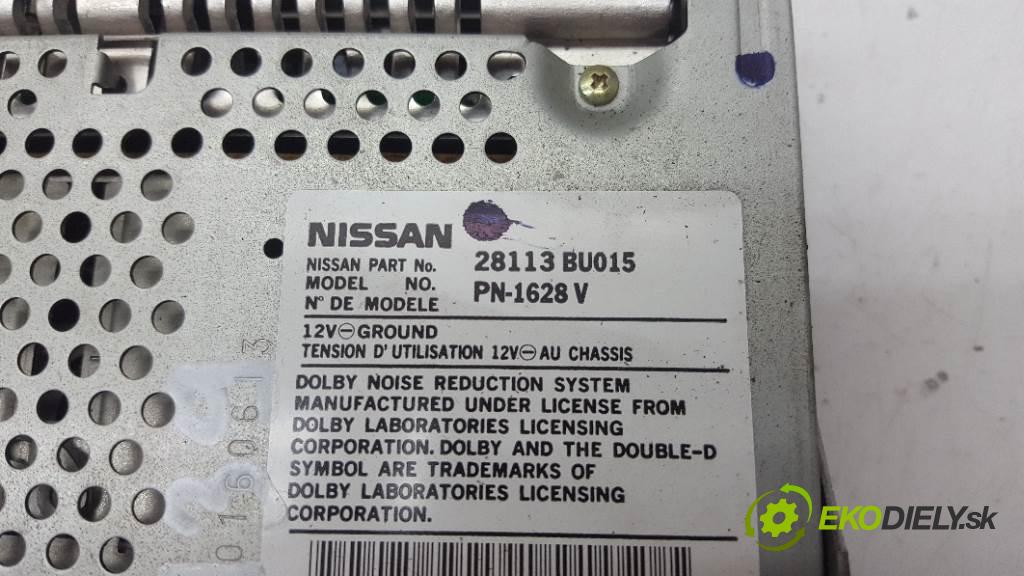 NISSAN
NISSAN PART No. 28113 BU015
MODEL NO. PN-1628 V
N° DE MODELE
12V⊖GROUND
TENSION D'UTILISATION 12V⊖AU CHASSIS
DOLBY NOISE REDUCTION SYSTEM
MANUFACTURED UNDER LICENSE FROM
DOLBY LABORATORIES LICENSING
CORPORATION. DOLBY AND THE DOUBLE-D
SYMBOL ARE TRADEMARKS OF
DOLBY LABORATORIES LICENSING
CORPORATION.
EKODIELY.sk